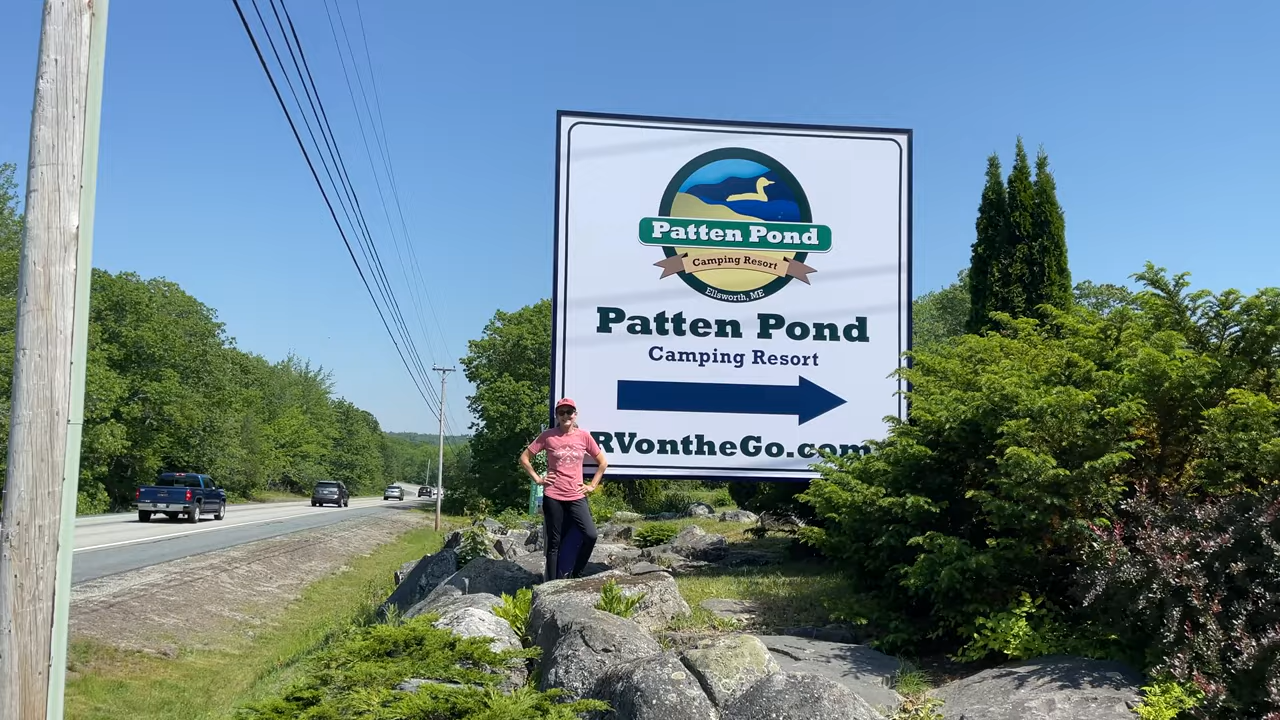 Patten Pond
Camping Resort
Ellsworth, ME
Patten Pond
Camping Resort
RVontheGo.com